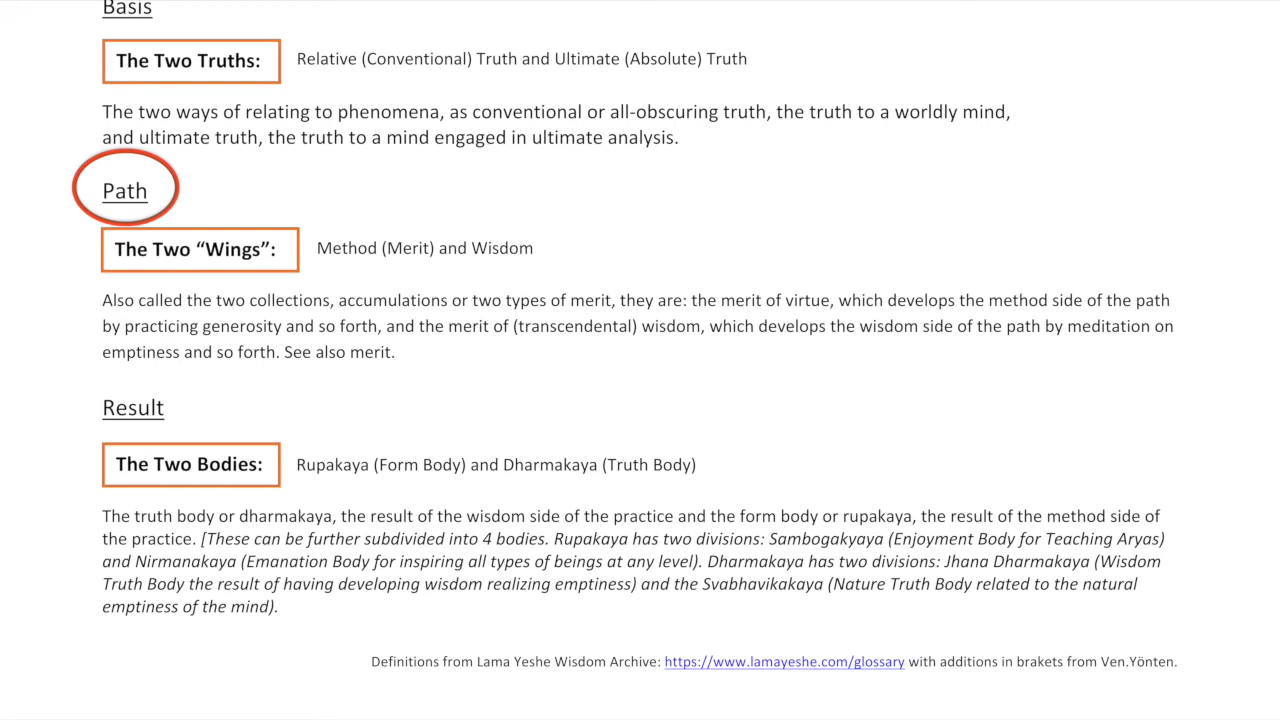 Basis
The Two Truths: Relative (Conventional) Truth and Ultimate (Absolute) Truth
The two ways of relating to phenomena, as conventional or all-obscuring truth, the truth to a worldly mind,
and ultimate truth, the truth to a mind engaged in ultimate analysis.
Path
The Two “Wings”: Method (Merit) and Wisdom
Also called the two collections, accumulations or two types of merit, they are: the merit of virtue, which develops the method side of the path
by practicing generosity and so forth, and the merit of (transcendental) wisdom, which develops the wisdom side of the path by meditation on
emptiness and so forth. See also merit.
Result
The Two Bodies: Rupakaya (Form Body) and Dharmakaya (Truth Body)
The truth body or dharmakaya, the result of the wisdom side of the practice and the form body or rupakaya, the result of the method side of
the practice. [These can be further subdivided into 4 bodies. Rupakaya has two divisions: Sambogakyaya (Enjoyment Body for Teaching Aryas)
and Nirmanakaya (Emanation Body for inspiring all types of beings at any level). Dharmakaya has two divisions: Jhana Dharmakaya (Wisdom
Truth Body the result of having developing wisdom realizing emptiness) and the Svabhavikakaya (Nature Truth Body related to the natural
emptiness of the mind).
Definitions from Lama Yeshe Wisdom Archive: https://www.lamayeshe.com/glossary with additions in brakets from Ven.Yönten.